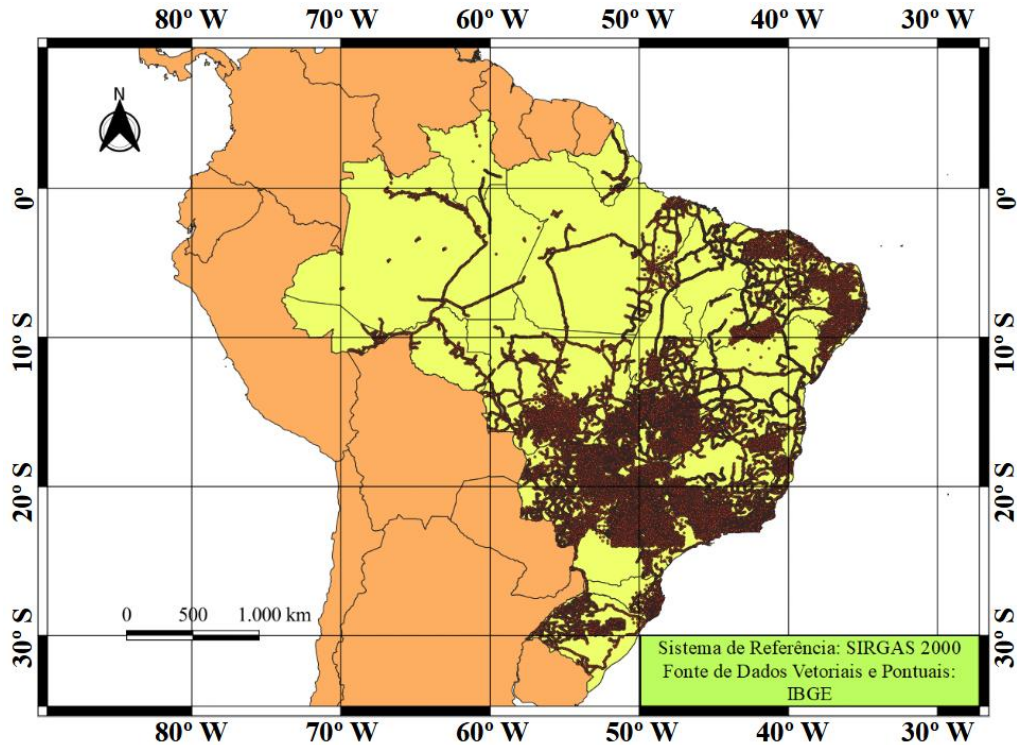 80º W 70º W 60º W 50º W 40º W 30º W
N
0º 0º
10º S 10º S
20º S 20º S
0 500 1.000 km
30º S 30º S
Sistema de Referência: SIRGAS 2000
Fonte de Dados Vetoriais e Pontuais:
IBGE
80º W 70º W 60º W 50º W 40º W 30º W